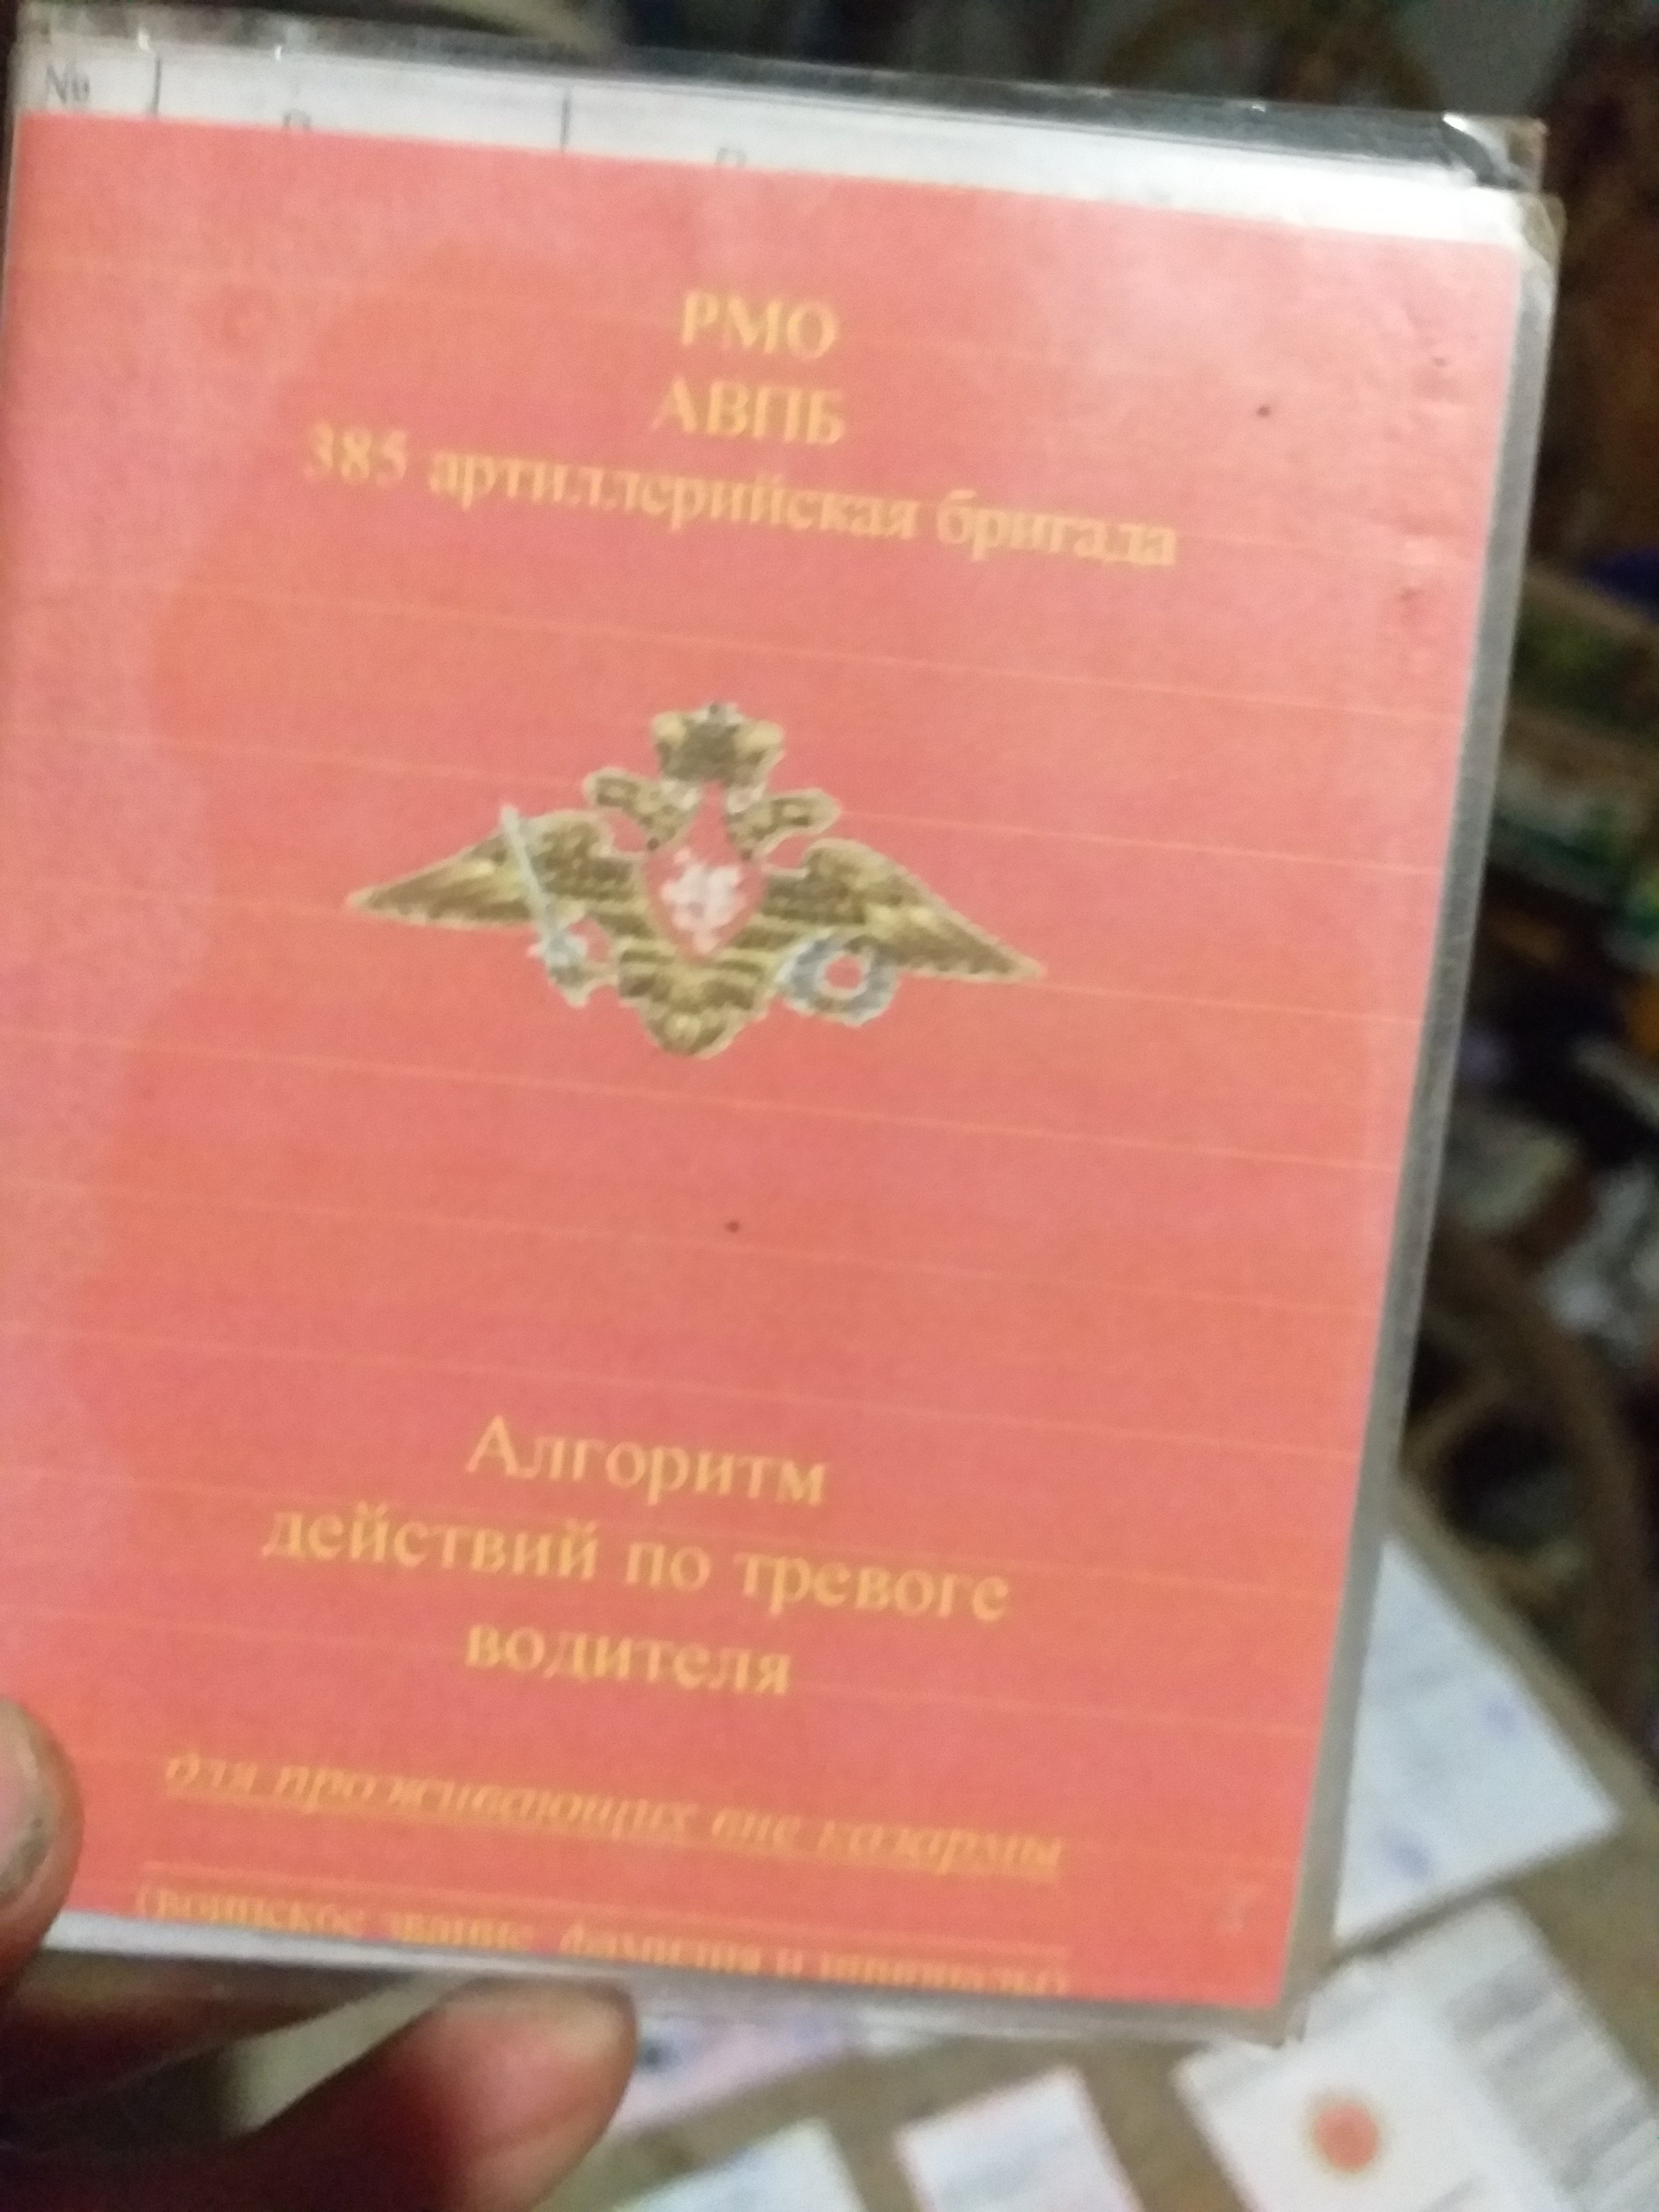 №
РМО
АВПБ
385 артиллерийская бригада
Алгоритм
действий по тревоге
водителя
для проживающих вне казармы
(воинское звание, фамилия и инициалы)